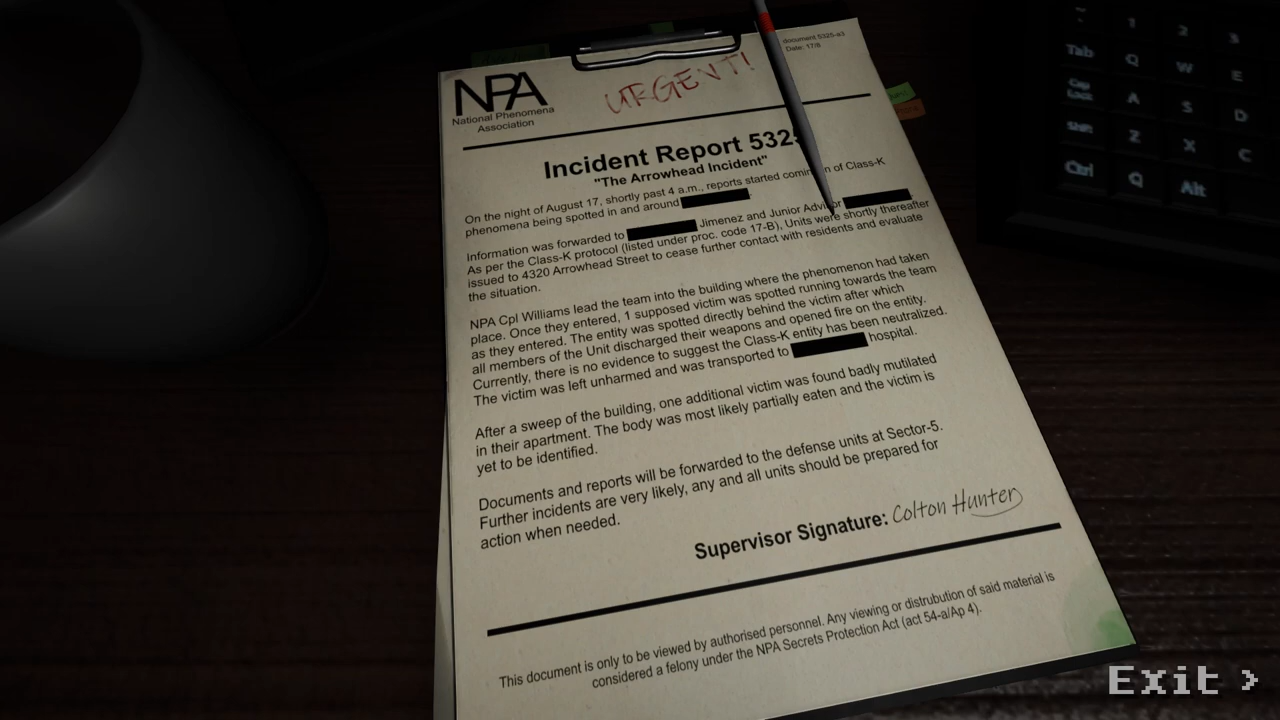 document 5325-a3
Date: 17/8
NPA
National Phenomena
Association
URGENT!
Incident Report 532
"The Arrowhead Incident"
On the night of August 17, shortly past 4 a.m., reports started of Class-K
phenomena being spotted in and around
Information was forwarded to Jimenez and Junior Advisor
As per the Class-K protocol (listed under proc. code 17-B), Units were shortly thereafter
issued to 4320 Arrowhead Street to cease further contact with residents and evaluate
the situation.
NPA Cpl Williams lead the team into the building where the phenomenon had taken
place. Once they entered, 1 supposed victim was spotted running towards the team
as they entered. The entity was spotted directly behind the victim after which
all members of the Unit discharged their weapons and opened fire on the entity.
Currently, there is no evidence to suggest the Class-K entity has been neutralized.
The victim was left unharmed and was transported to hospital.
After a sweep of the building, one additional victim was found badly mutilated
in their apartment. The body was most likely partially eaten and the victim is
yet to be identified.
Documents and reports will be forwarded to the defense units at Sector-5.
Further incidents are very likely, any and all units should be prepared for
action when needed.
Supervisor Signature: Colton Hunter
This document is only to be viewed by authorised personnel. Any viewing or distrubution of said material is
considered a felony under the NPA Secrets Protection Act (act 54-a/Ap 4).
1 2 3
Tab Q W E
Cap Lock A S D
Shift Z X C
Ctrl Q Alt
Exit >